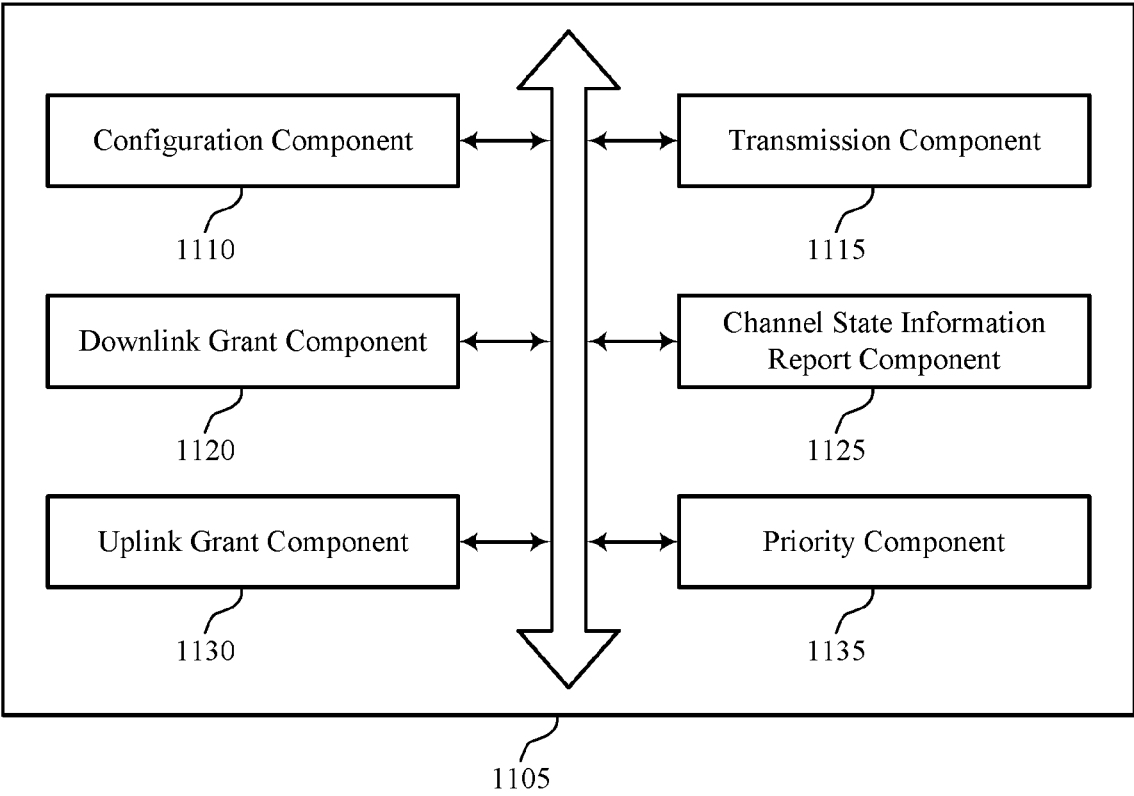 Configuration Component
Transmission Component
1110
1115
Downlink Grant Component
Channel State Information
Report Component
1120
1125
Uplink Grant Component
Priority Component
1130
1135
1105